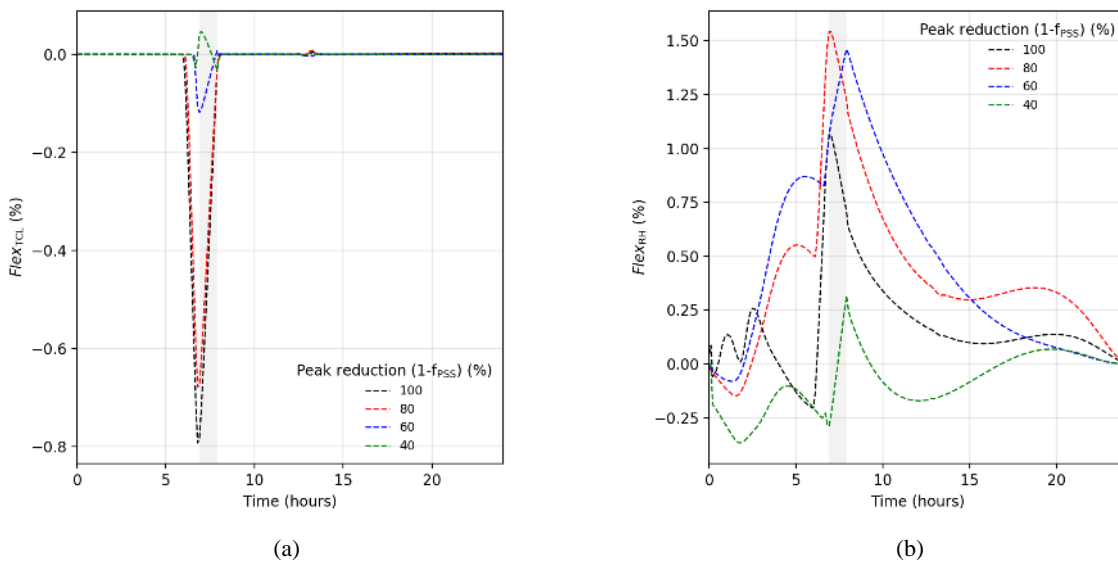 0.0
−0.2
−0.4
−0.6
−0.8
Flex_TCL (%)
Peak reduction (1-f_PSS) (%)
100
80
60
40
0 5 10 15 20
Time (hours)
(a)
1.50
1.25
1.00
0.75
0.50
0.25
0.00
−0.25
Flex_RH (%)
Peak reduction (1-f_PSS) (%)
100
80
60
40
0 5 10 15 20
Time (hours)
(b)